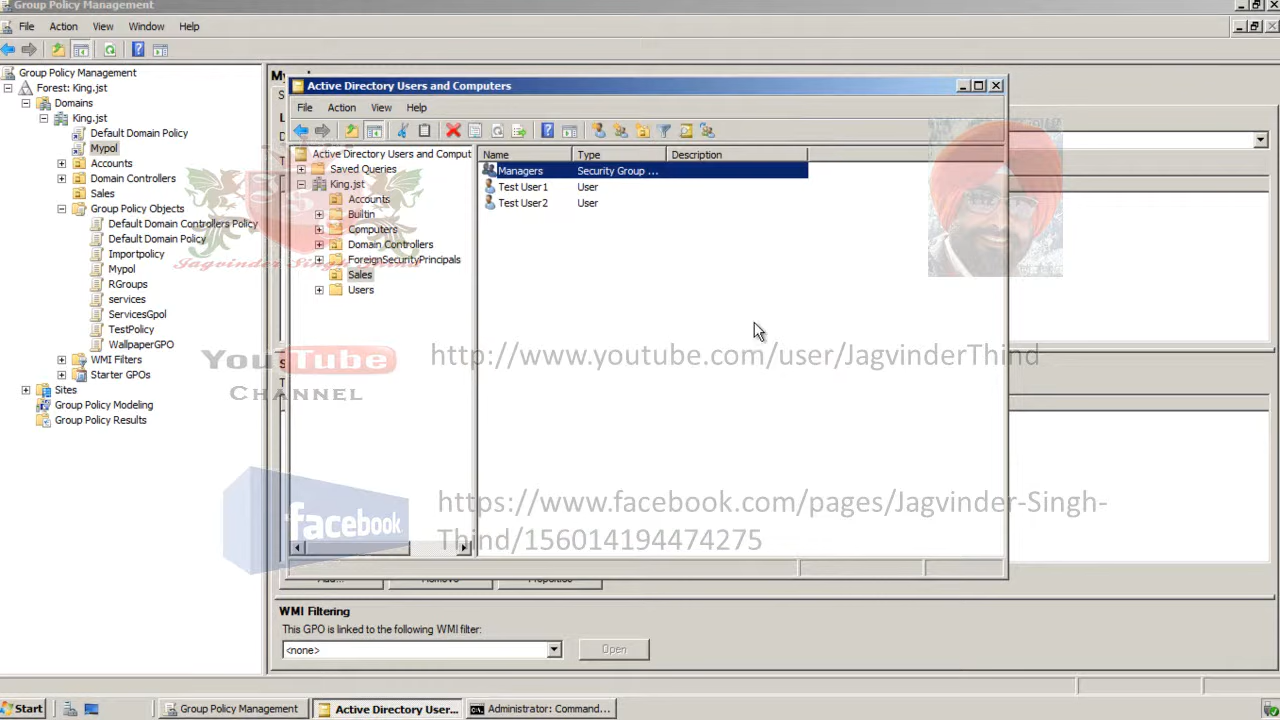 Group Policy Management
File Action View Window Help
Group Policy Management
Forest: King.jst
Domains
King.jst
Default Domain Policy
Mypol
Accounts
Domain Controllers
Sales
Group Policy Objects
Default Domain Controllers Policy
Default Domain Policy
Importpolicy
Mypol
RGroups
services
ServicesGpol
TestPolicy
WallpaperGPO
WMI Filters
Starter GPOs
Sites
Group Policy Modeling
Group Policy Results
Active Directory Users and Computers
File Action View Help
Active Directory Users and Comput
Saved Queries
King.jst
Accounts
Builtin
Computers
Domain Controllers
ForeignSecurityPrincipals
Sales
Users
Name Type Description
Managers Security Group ...
Test User1 User
Test User2 User
Jagvinder Singh Thind
YouTube
CHANNEL
http://www.youtube.com/user/JagvinderThind
facebook
https://www.facebook.com/pages/Jagvinder-Singh-
Thind/156014194474275
WMI Filtering
This GPO is linked to the following WMI filter:
<none> Open
Start Group Policy Management Active Directory User... Administrator: Command...